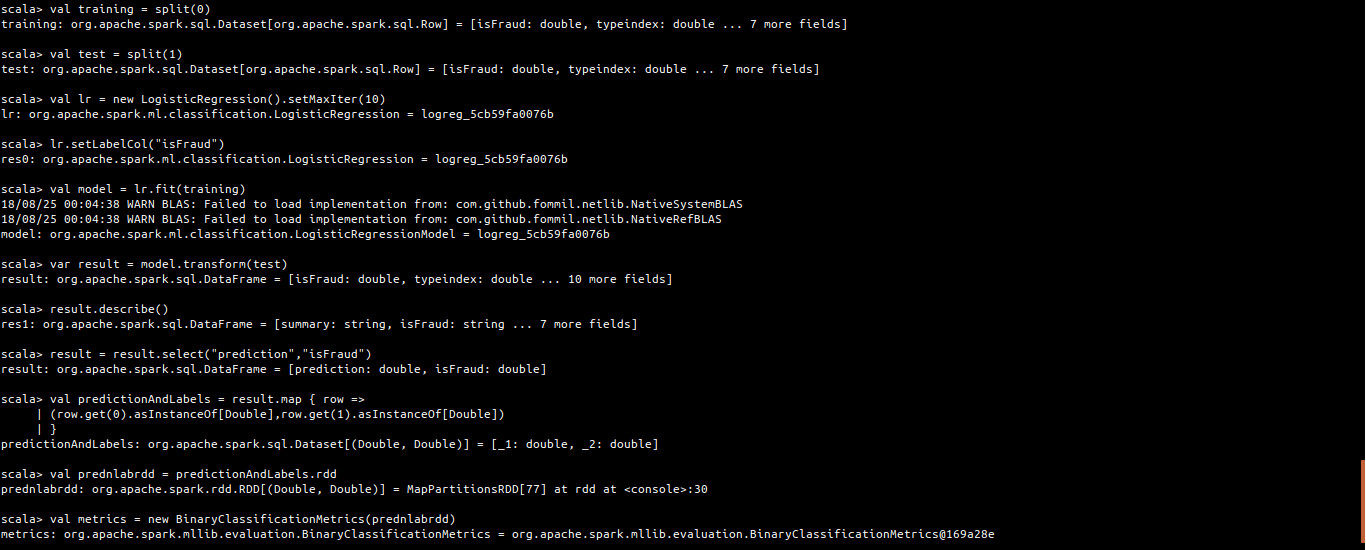 scala> val training = split(0)
training: org.apache.spark.sql.Dataset[org.apache.spark.sql.Row] = [isFraud: double, typeindex: double ... 7 more fields]
scala> val test = split(1)
test: org.apache.spark.sql.Dataset[org.apache.spark.sql.Row] = [isFraud: double, typeindex: double ... 7 more fields]
scala> val lr = new LogisticRegression().setMaxIter(10)
lr: org.apache.spark.ml.classification.LogisticRegression = logreg_5cb59fa0076b
scala> lr.setLabelCol("isFraud")
res0: org.apache.spark.ml.classification.LogisticRegression = logreg_5cb59fa0076b
scala> val model = lr.fit(training)
18/08/25 00:04:38 WARN BLAS: Failed to load implementation from: com.github.fommil.netlib.NativeSystemBLAS
18/08/25 00:04:38 WARN BLAS: Failed to load implementation from: com.github.fommil.netlib.NativeRefBLAS
model: org.apache.spark.ml.classification.LogisticRegressionModel = logreg_5cb59fa0076b
scala> var result = model.transform(test)
result: org.apache.spark.sql.DataFrame = [isFraud: double, typeindex: double ... 10 more fields]
scala> result.describe()
res1: org.apache.spark.sql.DataFrame = [summary: string, isFraud: string ... 7 more fields]
scala> result = result.select("prediction","isFraud")
result: org.apache.spark.sql.DataFrame = [prediction: double, isFraud: double]
scala> val predictionAndLabels = result.map { row =>
| (row.get(0).asInstanceOf[Double],row.get(1).asInstanceOf[Double])
| }
predictionAndLabels: org.apache.spark.sql.Dataset[(Double, Double)] = [_1: double, _2: double]
scala> val prednlabrdd = predictionAndLabels.rdd
prednlabrdd: org.apache.spark.rdd.RDD[(Double, Double)] = MapPartitionsRDD[77] at rdd at <console>:30
scala> val metrics = new BinaryClassificationMetrics(prednlabrdd)
metrics: org.apache.spark.mllib.evaluation.BinaryClassificationMetrics = org.apache.spark.mllib.evaluation.BinaryClassificationMetrics@169a28e